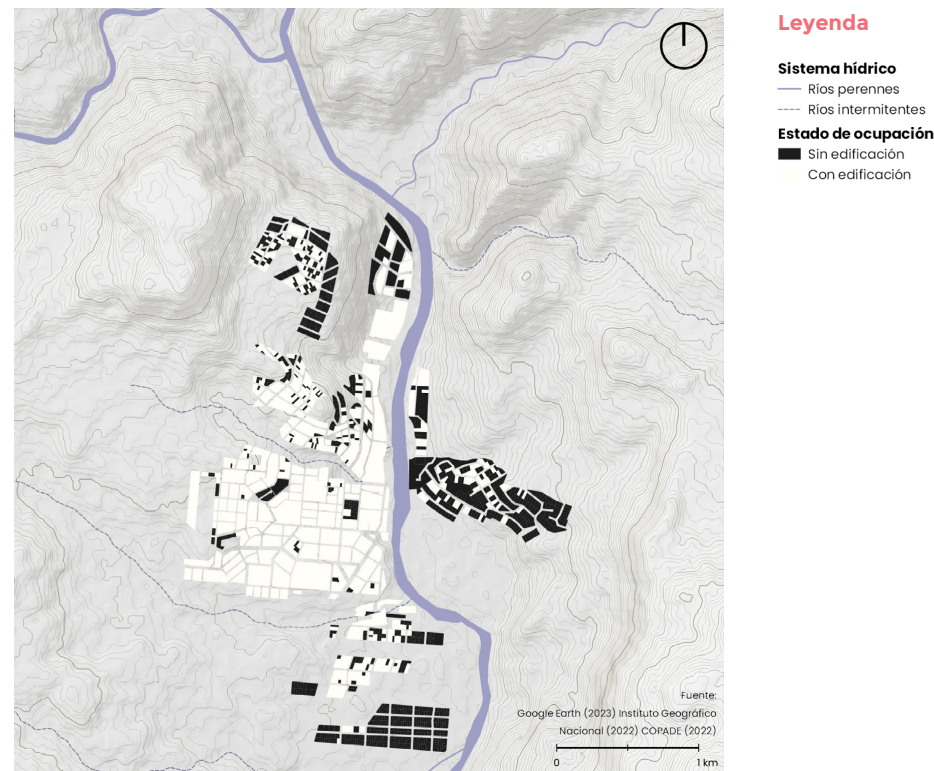 Leyenda
Sistema hídrico
Ríos perennes
Ríos intermitentes
Estado de ocupación
Sin edificación
Con edificación
Fuente:
Google Earth (2023) Instituto Geográfico
Nacional (2022) COPADE (2022)
0 1 km